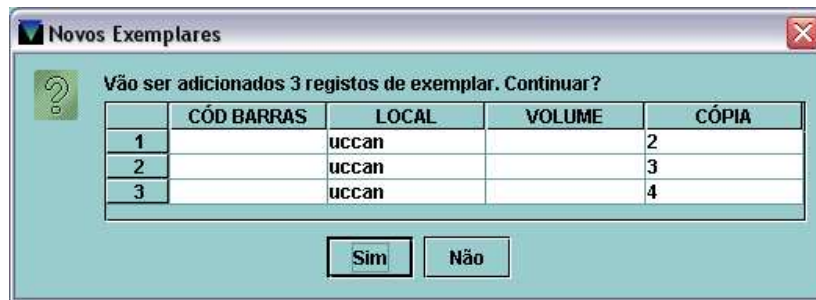 Novos Exemplares
?
Vão ser adicionados 3 registos de exemplar. Continuar?
CÓD BARRAS LOCAL VOLUME CÓPIA
1 uccan 2
2 uccan 3
3 uccan 4
Sim Não